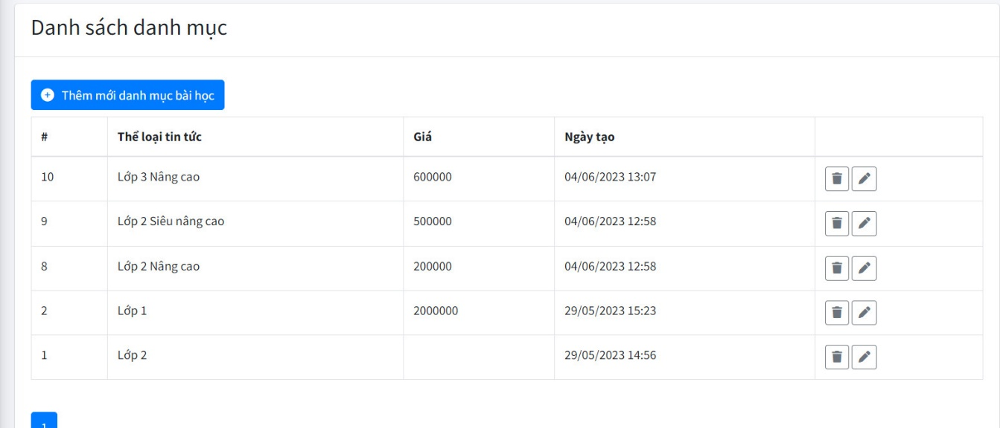 Danh sách danh mục
Thêm mới danh mục bài học
# Thể loại tin tức Giá Ngày tạo
10 Lớp 3 Nâng cao 600000 04/06/2023 13:07
9 Lớp 2 Siêu nâng cao 500000 04/06/2023 12:58
8 Lớp 2 Nâng cao 200000 04/06/2023 12:58
2 Lớp 1 2000000 29/05/2023 15:23
1 Lớp 2 29/05/2023 14:56
1